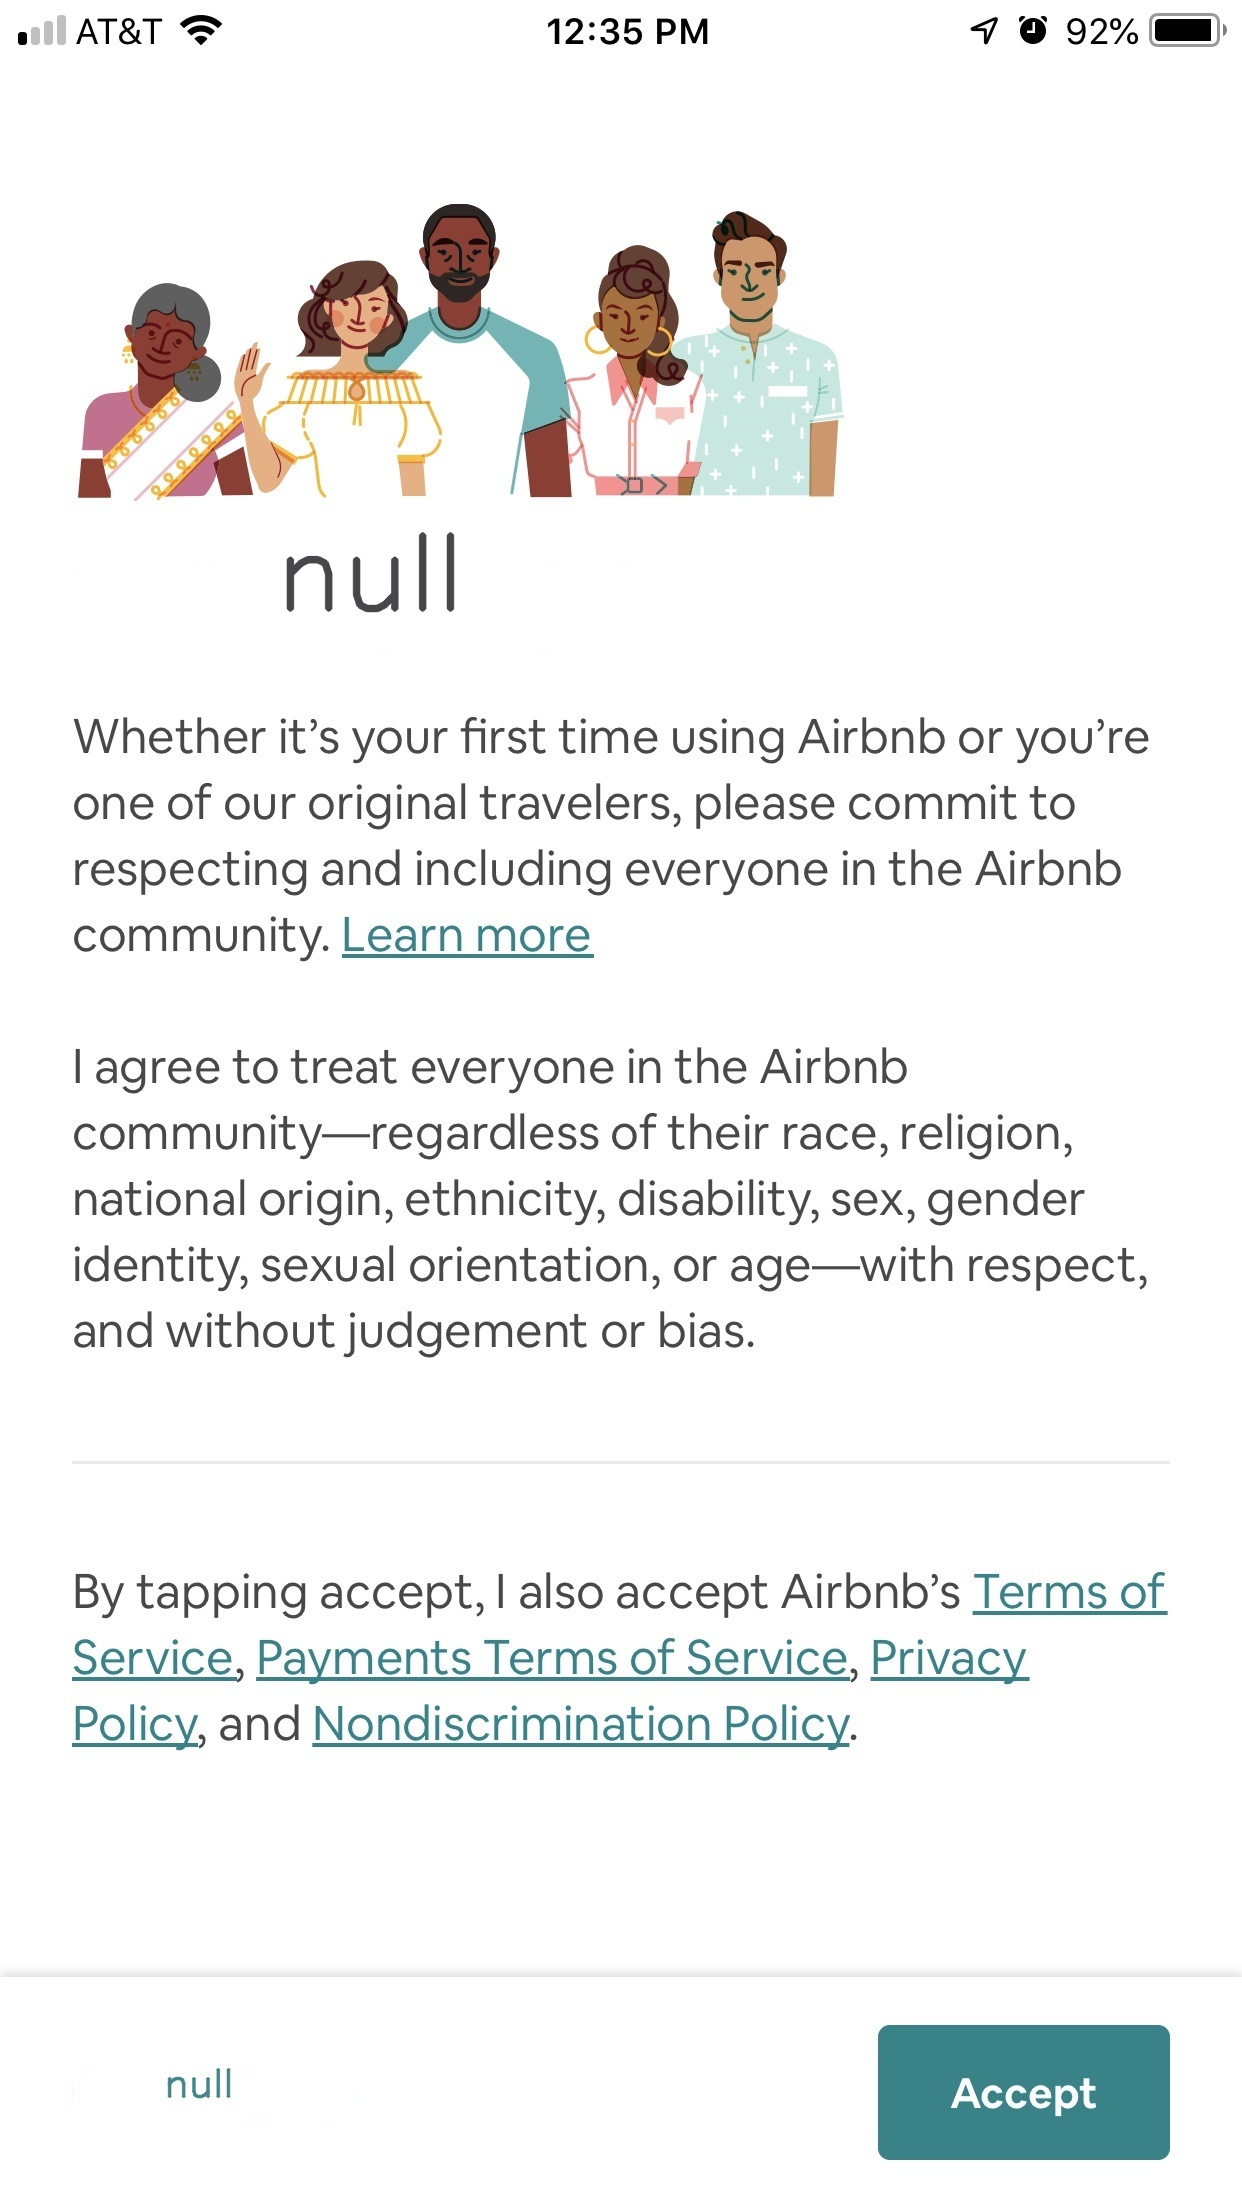 AT&T 12:35 PM 92%
null
Whether it’s your first time using Airbnb or you’re
one of our original travelers, please commit to
respecting and including everyone in the Airbnb
community. Learn more
I agree to treat everyone in the Airbnb
community—regardless of their race, religion,
national origin, ethnicity, disability, sex, gender
identity, sexual orientation, or age—with respect,
and without judgement or bias.
By tapping accept, I also accept Airbnb’s Terms of
Service, Payments Terms of Service, Privacy
Policy, and Nondiscrimination Policy.
null
Accept